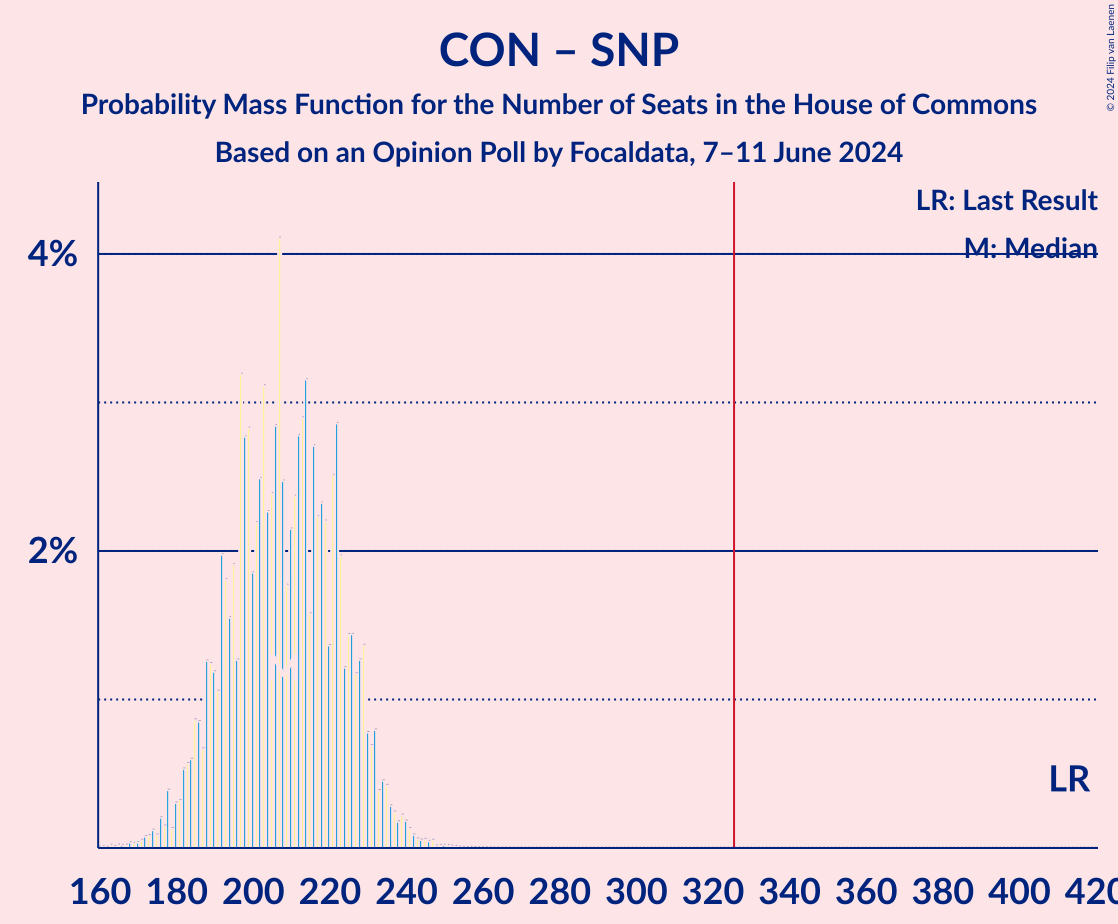 CON – SNP
Probability Mass Function for the Number of Seats in the House of Commons
Based on an Opinion Poll by Focaldata, 7–11 June 2024
© 2024 Filip van Laenen
LR: Last Result
M: Median
4%
2%
LR
160 180 200 220 240 260 280 300 320 340 360 380 400 420